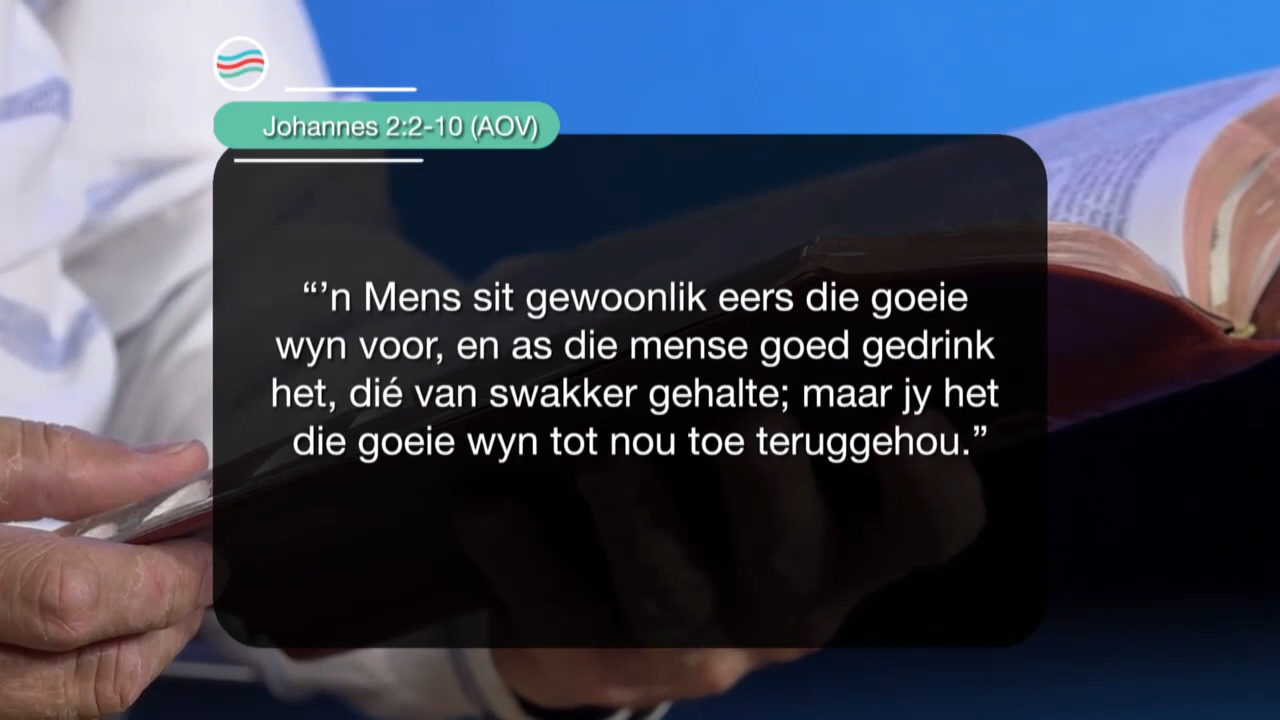 Johannes 2:2-10 (AOV)
“’n Mens sit gewoonlik eers die goeie
wyn voor, en as die mense goed gedrink
het, dié van swakker gehalte; maar jy het
die goeie wyn tot nou toe teruggehou.”